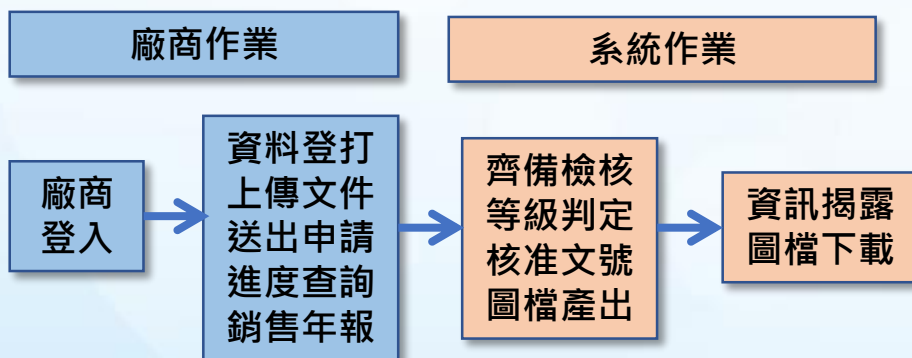 廠商作業
系統作業
廠商
登入
資料登打
上傳文件
送出申請
進度查詢
銷售年報
齊備檢核
等級判定
核准文號
圖檔產出
資訊揭露
圖檔下載